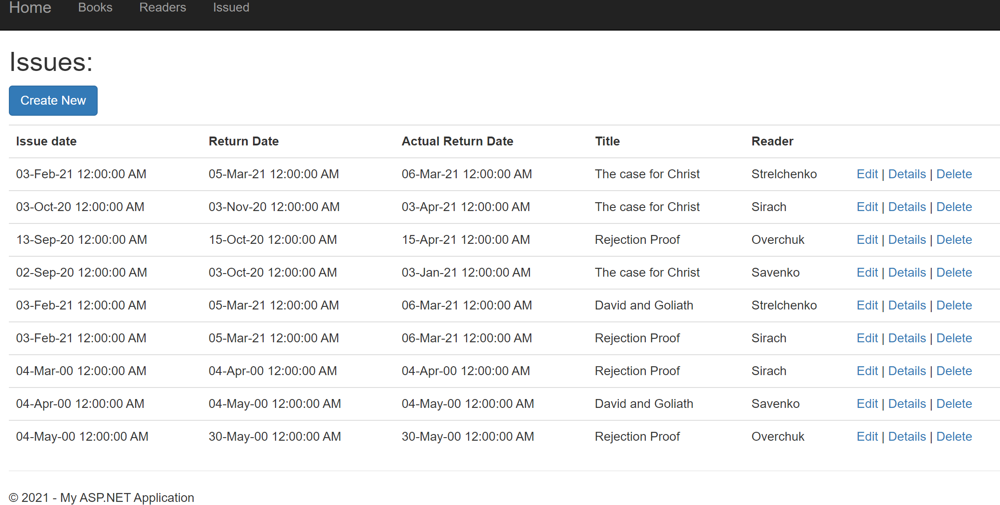 Home Books Readers Issued
Issues:
Create New
Issue date Return Date Actual Return Date Title Reader
03-Feb-21 12:00:00 AM 05-Mar-21 12:00:00 AM 06-Mar-21 12:00:00 AM The case for Christ Strelchenko Edit | Details | Delete
03-Oct-20 12:00:00 AM 03-Nov-20 12:00:00 AM 03-Apr-21 12:00:00 AM The case for Christ Sirach Edit | Details | Delete
13-Sep-20 12:00:00 AM 15-Oct-20 12:00:00 AM 15-Apr-21 12:00:00 AM Rejection Proof Overchuk Edit | Details | Delete
02-Sep-20 12:00:00 AM 03-Oct-20 12:00:00 AM 03-Jan-21 12:00:00 AM The case for Christ Savenko Edit | Details | Delete
03-Feb-21 12:00:00 AM 05-Mar-21 12:00:00 AM 06-Mar-21 12:00:00 AM David and Goliath Strelchenko Edit | Details | Delete
03-Feb-21 12:00:00 AM 05-Mar-21 12:00:00 AM 06-Mar-21 12:00:00 AM Rejection Proof Sirach Edit | Details | Delete
04-Mar-00 12:00:00 AM 04-Apr-00 12:00:00 AM 04-Apr-00 12:00:00 AM Rejection Proof Sirach Edit | Details | Delete
04-Apr-00 12:00:00 AM 04-May-00 12:00:00 AM 04-May-00 12:00:00 AM David and Goliath Savenko Edit | Details | Delete
04-May-00 12:00:00 AM 30-May-00 12:00:00 AM 30-May-00 12:00:00 AM Rejection Proof Overchuk Edit | Details | Delete
© 2021 - My ASP.NET Application